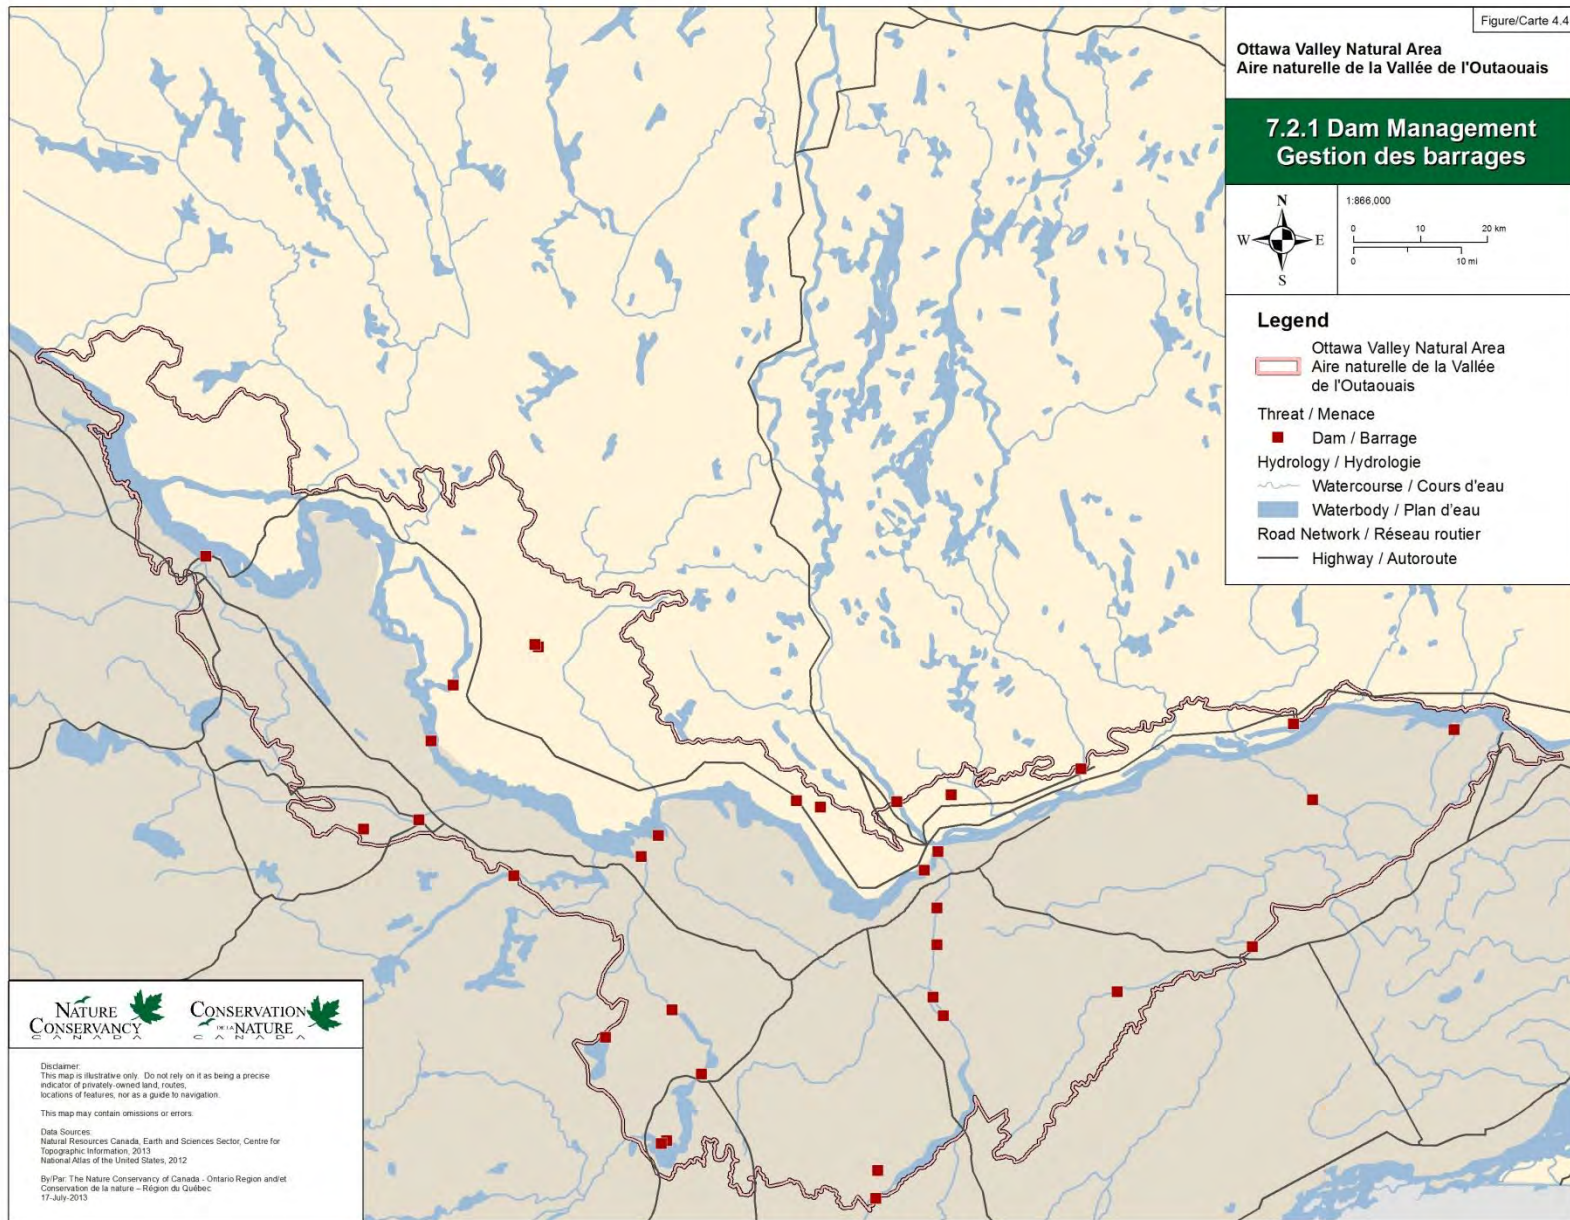 Figure/Carte 4.4
Ottawa Valley Natural Area
Aire naturelle de la Vallée de l'Outaouais
7.2.1 Dam Management
Gestion des barrages
N
W E
S
1:866,000
0 10 20 km
0 10 mi
Legend
Ottawa Valley Natural Area
Aire naturelle de la Vallée
de l'Outaouais
Threat / Menace
Dam / Barrage
Hydrology / Hydrologie
Watercourse / Cours d'eau
Waterbody / Plan d'eau
Road Network / Réseau routier
Highway / Autoroute
NATURE
CONSERVANCY
CANADA
CONSERVATION
DE LA NATURE
CANADA
Disclaimer:
This map is illustrative only. Do not rely on it as being a precise
indicator of privately-owned land, routes,
locations of features, nor as a guide to navigation.
This map may contain omissions or errors.
Data Sources:
Natural Resources Canada, Earth and Sciences Sector, Centre for
Topographic Information, 2013
National Atlas of the United States, 2012
By/Par: The Nature Conservancy of Canada - Ontario Region and/et
Conservation de la nature – Région du Québec
17-July-2013